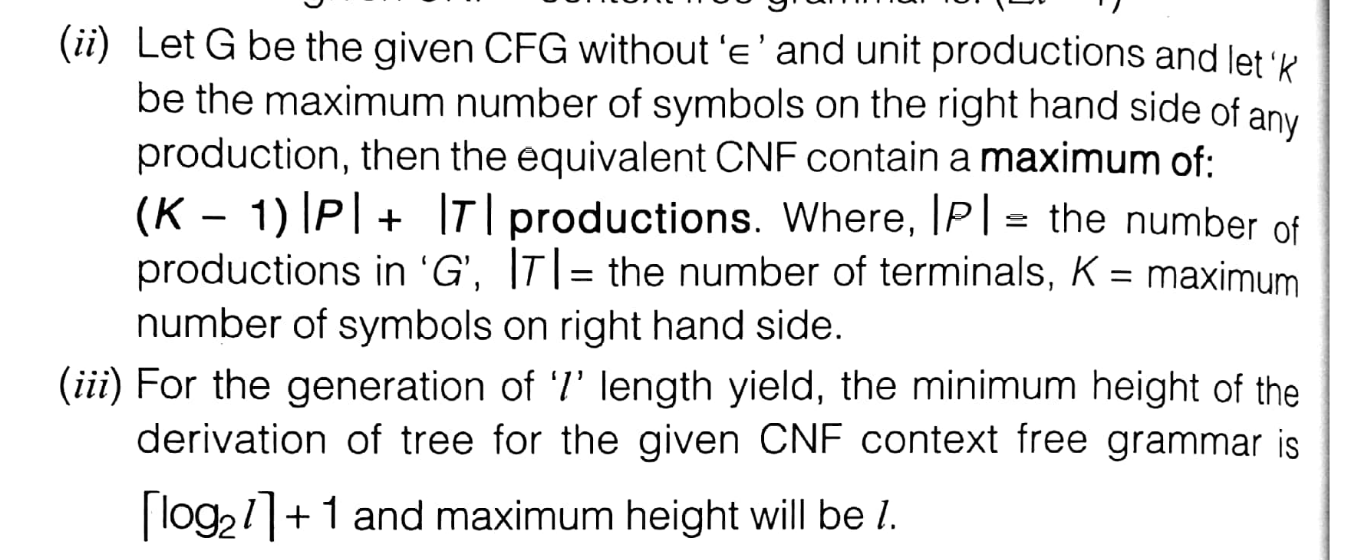 (ii) Let G be the given CFG without ‘ϵ’ and unit productions and let ‘K
be the maximum number of symbols on the right hand side of any
production, then the equivalent CNF contain a maximum of:
(K – 1) |P| + |T| productions. Where, |P| = the number of
productions in ‘G’, |T| = the number of terminals, K = maximum
number of symbols on right hand side.
(iii) For the generation of ‘l’ length yield, the minimum height of the
derivation of tree for the given CNF context free grammar is
⌈log₂ l⌉ + 1 and maximum height will be l.